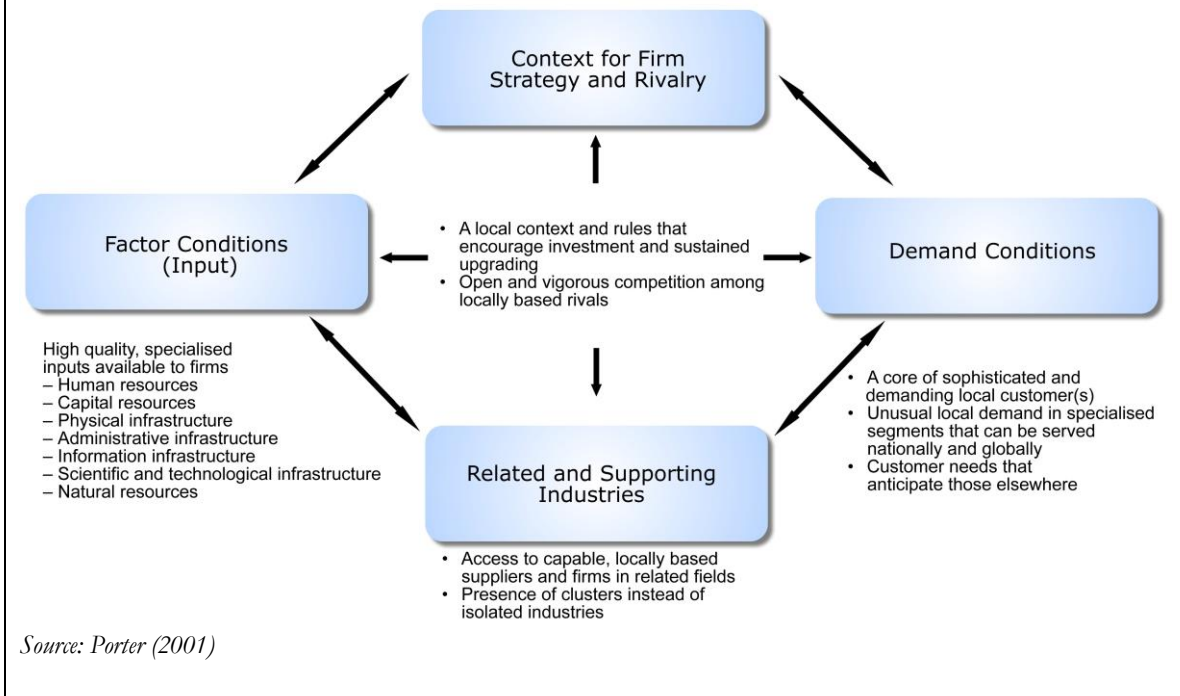 Context for Firm
Strategy and Rivalry
Factor Conditions
(Input)
• A local context and rules that
encourage investment and sustained
upgrading
• Open and vigorous competition among
locally based rivals
Demand Conditions
High quality, specialised
inputs available to firms
– Human resources
– Capital resources
– Physical infrastructure
– Administrative infrastructure
– Information infrastructure
– Scientific and technological infrastructure
– Natural resources
• A core of sophisticated and
demanding local customer(s)
• Unusual local demand in specialised
segments that can be served
nationally and globally
• Customer needs that
anticipate those elsewhere
Related and Supporting
Industries
• Access to capable, locally based
suppliers and firms in related fields
• Presence of clusters instead of
isolated industries
Source: Porter (2001)